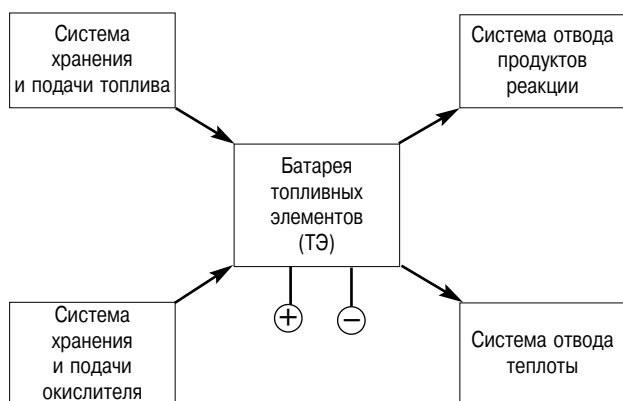 Система
хранения
и подачи топлива
Система отвода
продуктов
реакции
Батарея
топливных
элементов
(ТЭ)
+
−
Система
хранения
и подачи
окислителя
Система отвода
теплоты